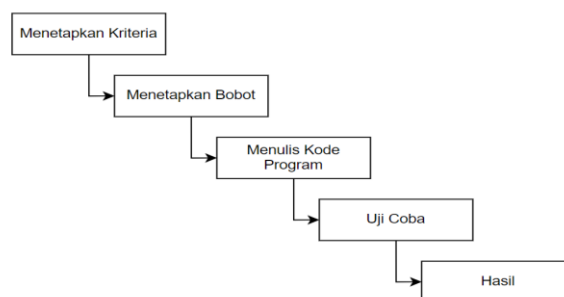 Menetapkan Kriteria
Menetapkan Bobot
Menulis Kode
Program
Uji Coba
Hasil